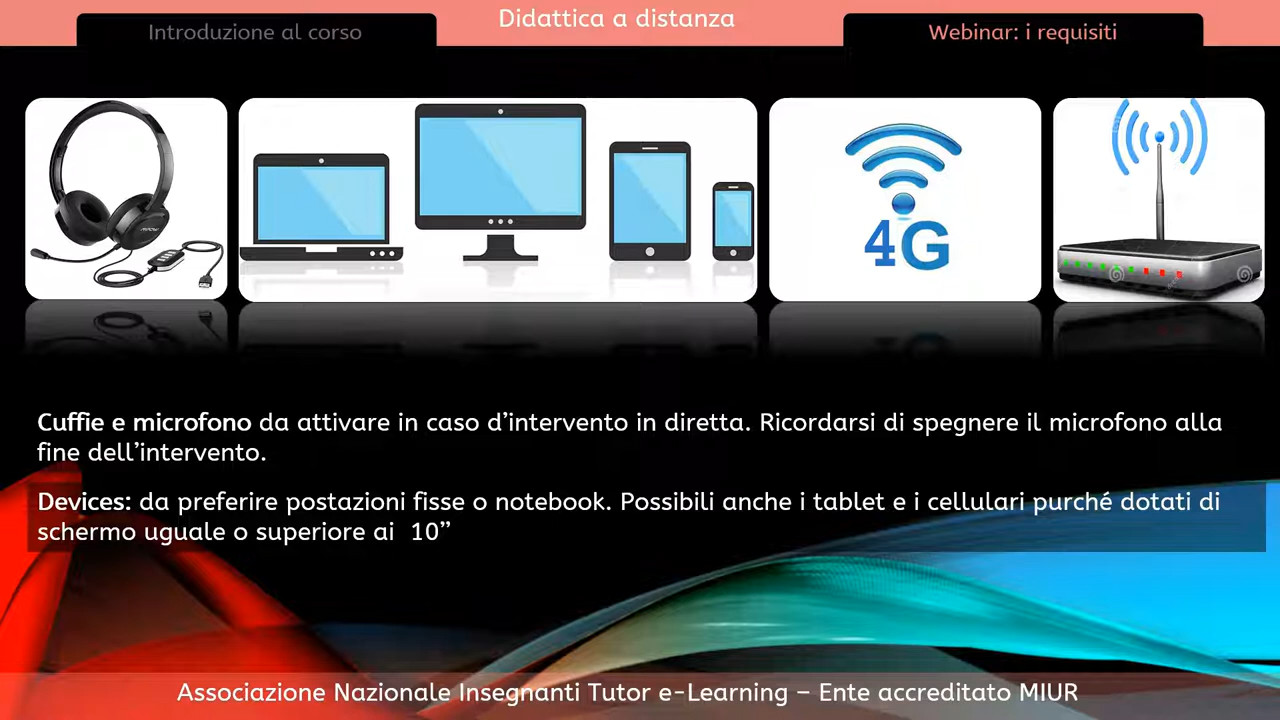 Didattica a distanza
Introduzione al corso
Webinar: i requisiti
4G
Cuffie e microfono da attivare in caso d’intervento in diretta. Ricordarsi di spegnere il microfono alla
fine dell’intervento.
Devices: da preferire postazioni fisse o notebook. Possibili anche i tablet e i cellulari purché dotati di
schermo uguale o superiore ai 10”
Associazione Nazionale Insegnanti Tutor e-Learning – Ente accreditato MIUR